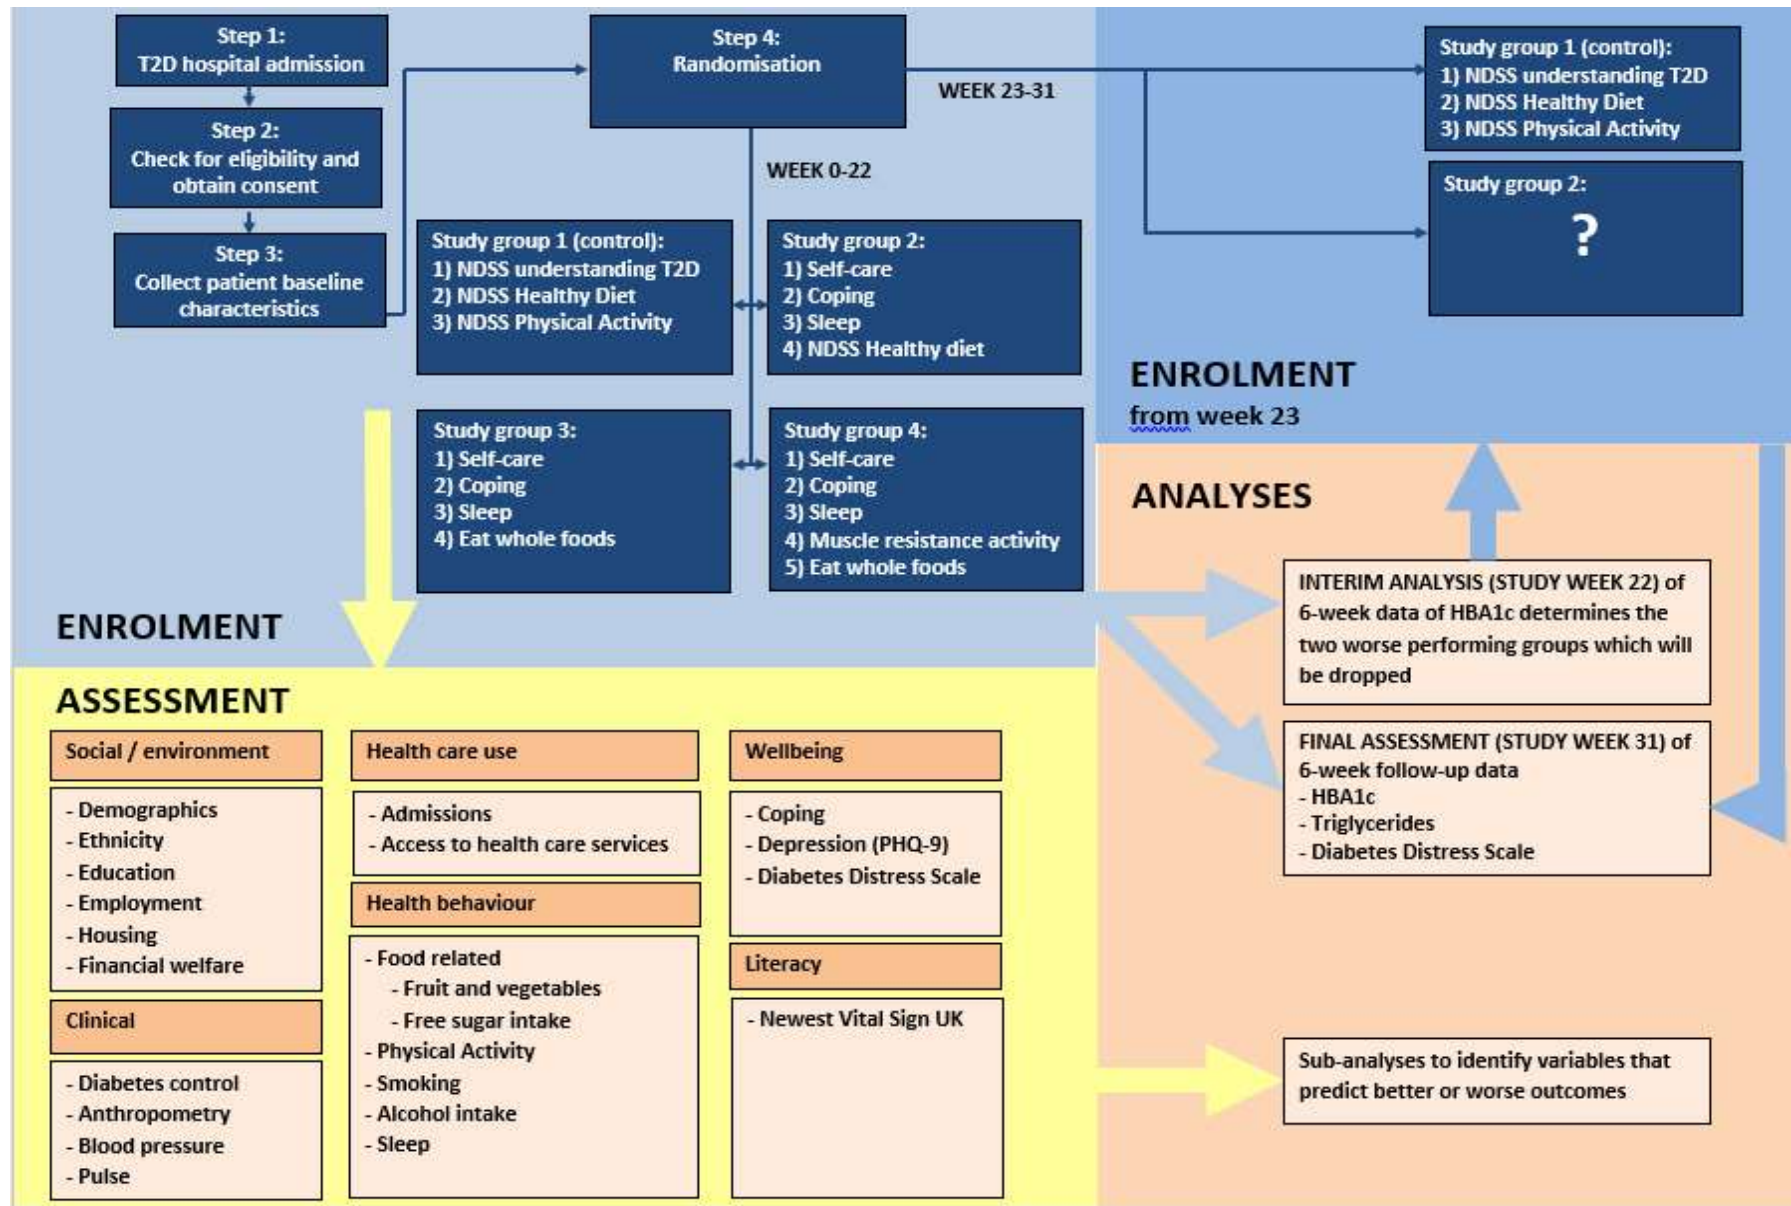 Step 1:
T2D hospital admission
Step 2:
Check for eligibility and
obtain consent
Step 3:
Collect patient baseline
characteristics
Step 4:
Randomisation
WEEK 23-31
WEEK 0-22
Study group 1 (control):
1) NDSS understanding T2D
2) NDSS Healthy Diet
3) NDSS Physical Activity
Study group 2:
1) Self-care
2) Coping
3) Sleep
4) NDSS Healthy diet
Study group 3:
1) Self-care
2) Coping
3) Sleep
4) Eat whole foods
Study group 4:
1) Self-care
2) Coping
3) Sleep
4) Muscle resistance activity
5) Eat whole foods
ENROLMENT
Study group 1 (control):
1) NDSS understanding T2D
2) NDSS Healthy Diet
3) NDSS Physical Activity
Study group 2:
?
ENROLMENT
from week 23
ASSESSMENT
Social / environment
- Demographics
- Ethnicity
- Education
- Employment
- Housing
- Financial welfare
Clinical
- Diabetes control
- Anthropometry
- Blood pressure
- Pulse
Health care use
- Admissions
- Access to health care services
Health behaviour
- Food related
- Fruit and vegetables
- Free sugar intake
- Physical Activity
- Smoking
- Alcohol intake
- Sleep
Wellbeing
- Coping
- Depression (PHQ-9)
- Diabetes Distress Scale
Literacy
- Newest Vital Sign UK
ANALYSES
INTERIM ANALYSIS (STUDY WEEK 22) of
6-week data of HBA1c determines the
two worse performing groups which will
be dropped
FINAL ASSESSMENT (STUDY WEEK 31) of
6-week follow-up data
- HBA1c
- Triglycerides
- Diabetes Distress Scale
Sub-analyses to identify variables that
predict better or worse outcomes